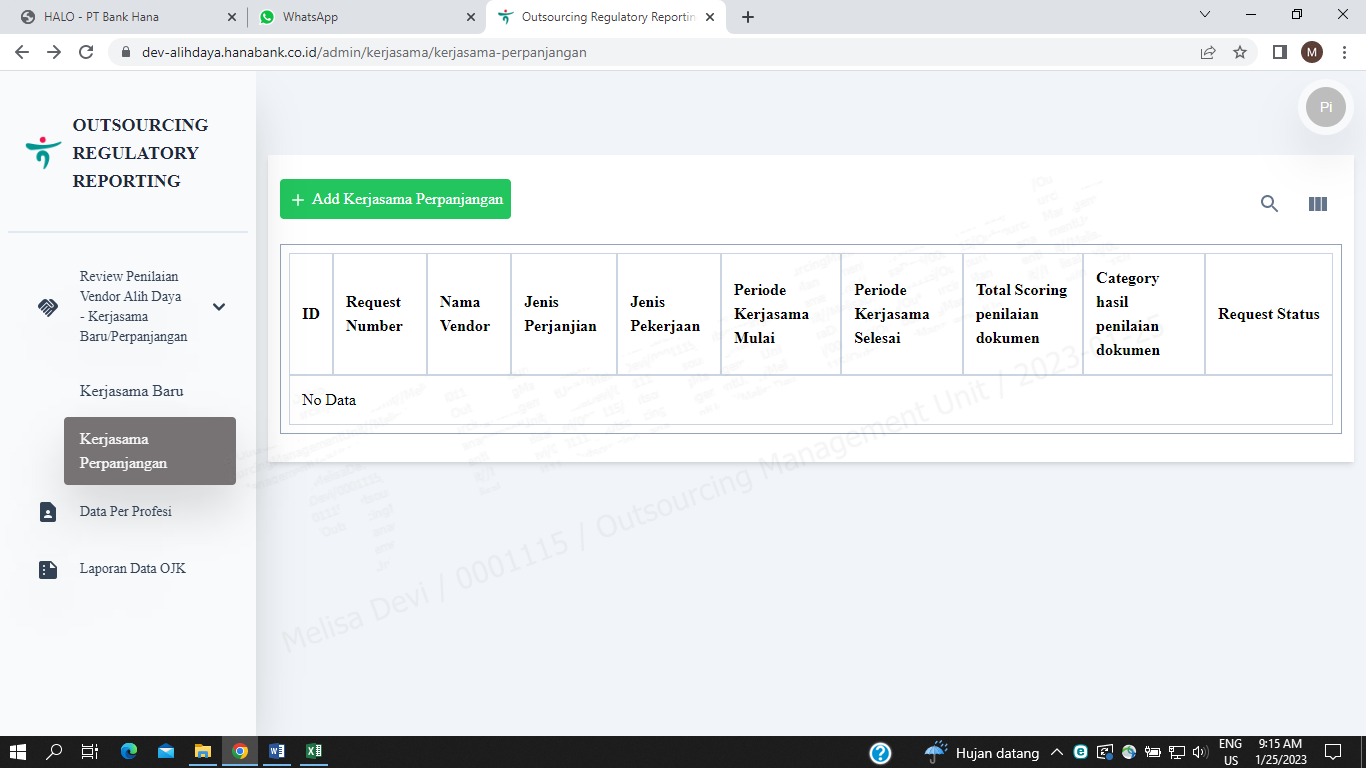 HALO - PT Bank Hana
WhatsApp
Outsourcing Regulatory Reportin
dev-alihdaya.hanabank.co.id/admin/kerjasama/kerjasama-perpanjangan
M
OUTSOURCING
REGULATORY
REPORTING
Pi
Review Penilaian
Vendor Alih Daya
- Kerjasama
Baru/Perpanjangan
Kerjasama Baru
Kerjasama
Perpanjangan
Data Per Profesi
Laporan Data OJK
+ Add Kerjasama Perpanjangan
ID
Request
Number
Nama
Vendor
Jenis
Perjanjian
Jenis
Pekerjaan
Periode
Kerjasama
Mulai
Periode
Kerjasama
Selesai
Total Scoring
penilaian
dokumen
Category
hasil
penilaian
dokumen
Request Status
No Data
Melisa Devi / 0001115 / Outsourcing Management Unit /
Hujan datang
ENG
US
9:15 AM
1/25/2023